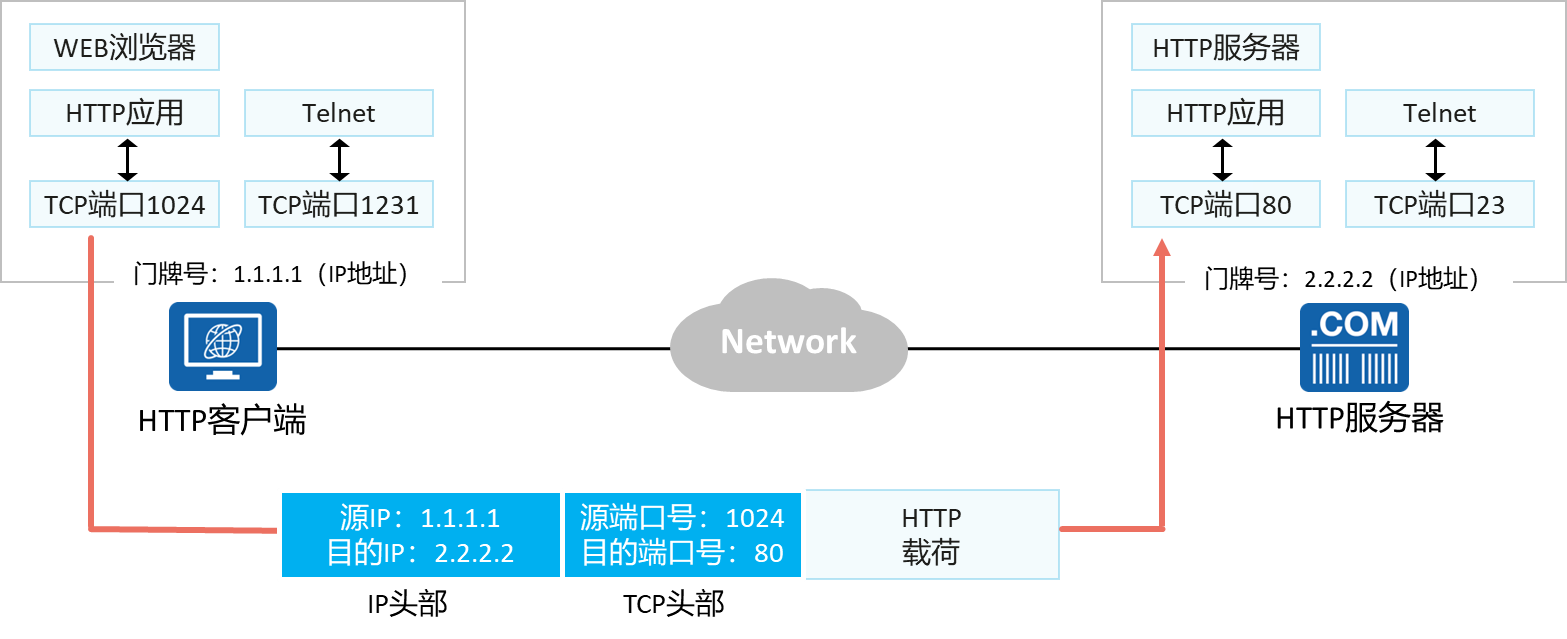 WEB浏览器
HTTP应用
Telnet
TCP端口1024
TCP端口1231
门牌号：1.1.1.1（IP地址）
HTTP客户端
Network
HTTP服务器
HTTP应用
Telnet
TCP端口80
TCP端口23
门牌号：2.2.2.2（IP地址）
.COM
HTTP服务器
源IP：1.1.1.1
目的IP：2.2.2.2
IP头部
源端口号：1024
目的端口号：80
TCP头部
HTTP
载荷